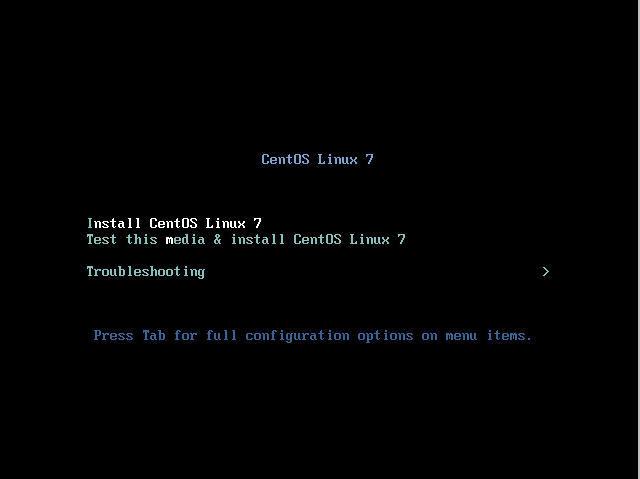 CentOS Linux 7
Install CentOS Linux 7
Test this media & install CentOS Linux 7
Troubleshooting >
Press Tab for full configuration options on menu items.